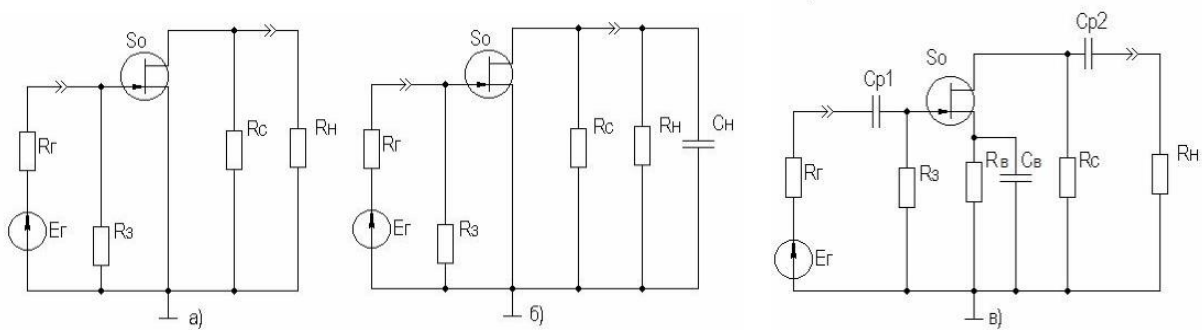 So
Rг
Eг
Rз
Rс
Rн
а)
So
Rг
Eг
Rз
Rс
Rн
Cн
б)
Cр1
So
Cр2
Rг
Eг
Rз
Rв
Cв
Rс
Rн
в)